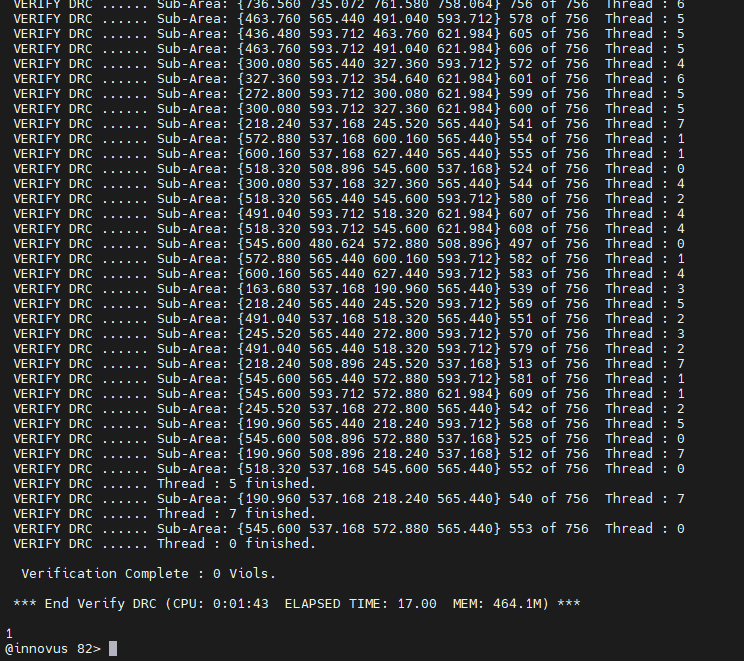 VERIFY DRC ...... Sub-Area: {736.560 735.072 761.580 758.064} 756 of 756  Thread : 6
VERIFY DRC ...... Sub-Area: {463.760 565.440 491.040 593.712} 578 of 756  Thread : 5
VERIFY DRC ...... Sub-Area: {436.480 593.712 463.760 621.984} 605 of 756  Thread : 5
VERIFY DRC ...... Sub-Area: {463.760 593.712 491.040 621.984} 606 of 756  Thread : 5
VERIFY DRC ...... Sub-Area: {300.080 565.440 327.360 593.712} 572 of 756  Thread : 4
VERIFY DRC ...... Sub-Area: {327.360 593.712 354.640 621.984} 601 of 756  Thread : 6
VERIFY DRC ...... Sub-Area: {272.800 593.712 300.080 621.984} 599 of 756  Thread : 5
VERIFY DRC ...... Sub-Area: {300.080 593.712 327.360 621.984} 600 of 756  Thread : 5
VERIFY DRC ...... Sub-Area: {218.240 537.168 245.520 565.440} 541 of 756  Thread : 7
VERIFY DRC ...... Sub-Area: {572.880 537.168 600.160 565.440} 554 of 756  Thread : 1
VERIFY DRC ...... Sub-Area: {600.160 537.168 627.440 565.440} 555 of 756  Thread : 1
VERIFY DRC ...... Sub-Area: {518.320 508.896 545.600 537.168} 524 of 756  Thread : 0
VERIFY DRC ...... Sub-Area: {300.080 537.168 327.360 565.440} 544 of 756  Thread : 4
VERIFY DRC ...... Sub-Area: {518.320 565.440 545.600 593.712} 580 of 756  Thread : 2
VERIFY DRC ...... Sub-Area: {491.040 593.712 518.320 621.984} 607 of 756  Thread : 4
VERIFY DRC ...... Sub-Area: {518.320 593.712 545.600 621.984} 608 of 756  Thread : 4
VERIFY DRC ...... Sub-Area: {545.600 480.624 572.880 508.896} 497 of 756  Thread : 0
VERIFY DRC ...... Sub-Area: {572.880 565.440 600.160 593.712} 582 of 756  Thread : 1
VERIFY DRC ...... Sub-Area: {600.160 565.440 627.440 593.712} 583 of 756  Thread : 4
VERIFY DRC ...... Sub-Area: {163.680 537.168 190.960 565.440} 539 of 756  Thread : 3
VERIFY DRC ...... Sub-Area: {218.240 565.440 245.520 593.712} 569 of 756  Thread : 5
VERIFY DRC ...... Sub-Area: {491.040 537.168 518.320 565.440} 551 of 756  Thread : 2
VERIFY DRC ...... Sub-Area: {245.520 565.440 272.800 593.712} 570 of 756  Thread : 3
VERIFY DRC ...... Sub-Area: {491.040 565.440 518.320 593.712} 579 of 756  Thread : 2
VERIFY DRC ...... Sub-Area: {218.240 508.896 245.520 537.168} 513 of 756  Thread : 7
VERIFY DRC ...... Sub-Area: {545.600 565.440 572.880 593.712} 581 of 756  Thread : 1
VERIFY DRC ...... Sub-Area: {545.600 593.712 572.880 621.984} 609 of 756  Thread : 1
VERIFY DRC ...... Sub-Area: {245.520 537.168 272.800 565.440} 542 of 756  Thread : 2
VERIFY DRC ...... Sub-Area: {190.960 565.440 218.240 593.712} 568 of 756  Thread : 5
VERIFY DRC ...... Sub-Area: {545.600 508.896 572.880 537.168} 525 of 756  Thread : 0
VERIFY DRC ...... Sub-Area: {190.960 508.896 218.240 537.168} 512 of 756  Thread : 7
VERIFY DRC ...... Sub-Area: {518.320 537.168 545.600 565.440} 552 of 756  Thread : 0
VERIFY DRC ...... Thread : 5 finished.
VERIFY DRC ...... Sub-Area: {190.960 537.168 218.240 565.440} 540 of 756  Thread : 7
VERIFY DRC ...... Thread : 7 finished.
VERIFY DRC ...... Sub-Area: {545.600 537.168 572.880 565.440} 553 of 756  Thread : 0
VERIFY DRC ...... Thread : 0 finished.
Verification Complete : 0 Viols.
*** End Verify DRC (CPU: 0:01:43  ELAPSED TIME: 17.00  MEM: 464.1M) ***
1
@innovus 82>